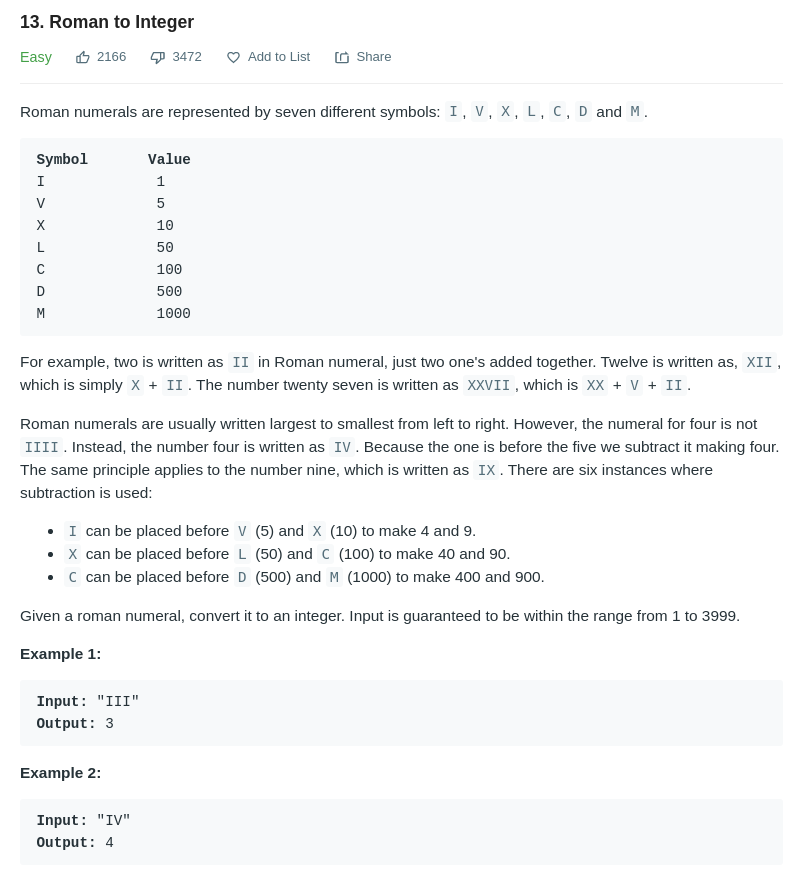 13. Roman to Integer
Easy 2166 3472 Add to List Share
Roman numerals are represented by seven different symbols: I, V, X, L, C, D and M.
Symbol Value
I 1
V 5
X 10
L 50
C 100
D 500
M 1000
For example, two is written as II in Roman numeral, just two one's added together. Twelve is written as, XII,
which is simply X + II. The number twenty seven is written as XXVII, which is XX + V + II.
Roman numerals are usually written largest to smallest from left to right. However, the numeral for four is not
IIII. Instead, the number four is written as IV. Because the one is before the five we subtract it making four.
The same principle applies to the number nine, which is written as IX. There are six instances where
subtraction is used:
• I can be placed before V (5) and X (10) to make 4 and 9.
• X can be placed before L (50) and C (100) to make 40 and 90.
• C can be placed before D (500) and M (1000) to make 400 and 900.
Given a roman numeral, convert it to an integer. Input is guaranteed to be within the range from 1 to 3999.
Example 1:
Input: "III"
Output: 3
Example 2:
Input: "IV"
Output: 4